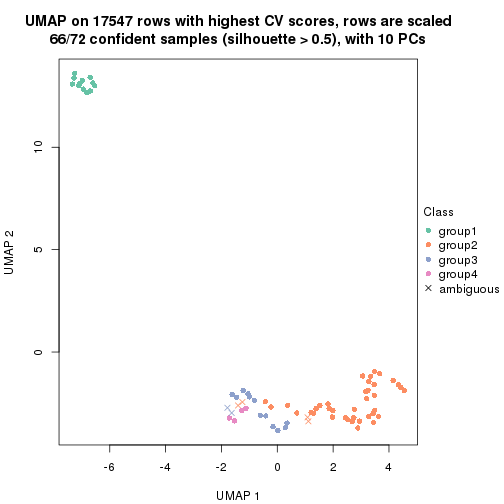 UMAP on 17547 rows with highest CV scores, rows are scaled
66/72 confident samples (silhouette > 0.5), with 10 PCs
10
5
0
UMAP 2
-6
-4
-2
0
2
4
UMAP 1
Class
group1
group2
group3
group4
ambiguous